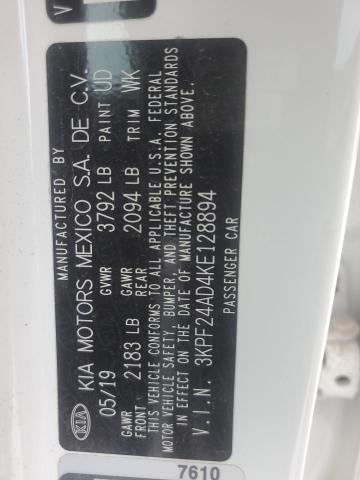 V
MANUFACTURED BY
KIA KIA MOTORS MEXICO S.A. DE C.V.
05/19 GVWR 3792 LB PAINT UD
GAWR FRONT 2183 LB GAWR REAR 2094 LB TRIM WK
THIS VEHICLE CONFORMS TO ALL APPLICABLE U.S.A. FEDERAL
MOTOR VEHICLE SAFETY, BUMPER, AND THEFT PREVENTION STANDARDS
IN EFFECT ON THE DATE OF MANUFACTURE SHOWN ABOVE.
V.I.N. 3KPF24AD4KE128894
PASSENGER CAR
7610